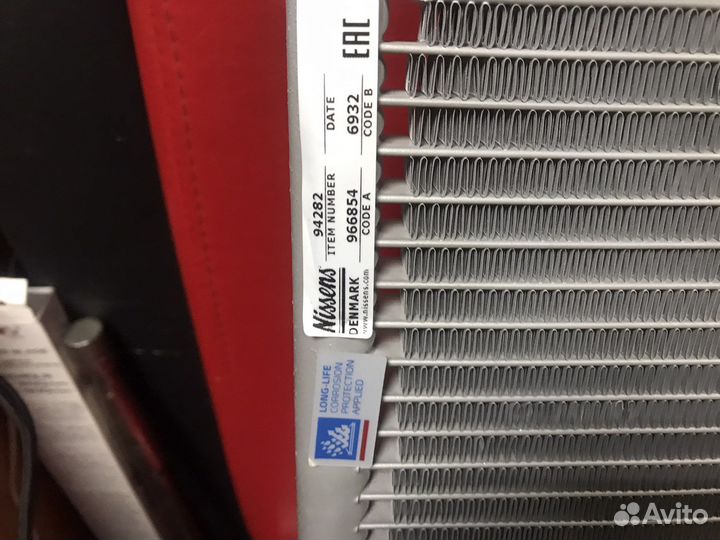 Nissens
DENMARK
www.nissens.com
94282
ITEM NUMBER
966854
CODE A
DATE
6932
CODE B
EAC
LONG-LIFE
CORROSION
PROTECTION
APPLIED
Avito